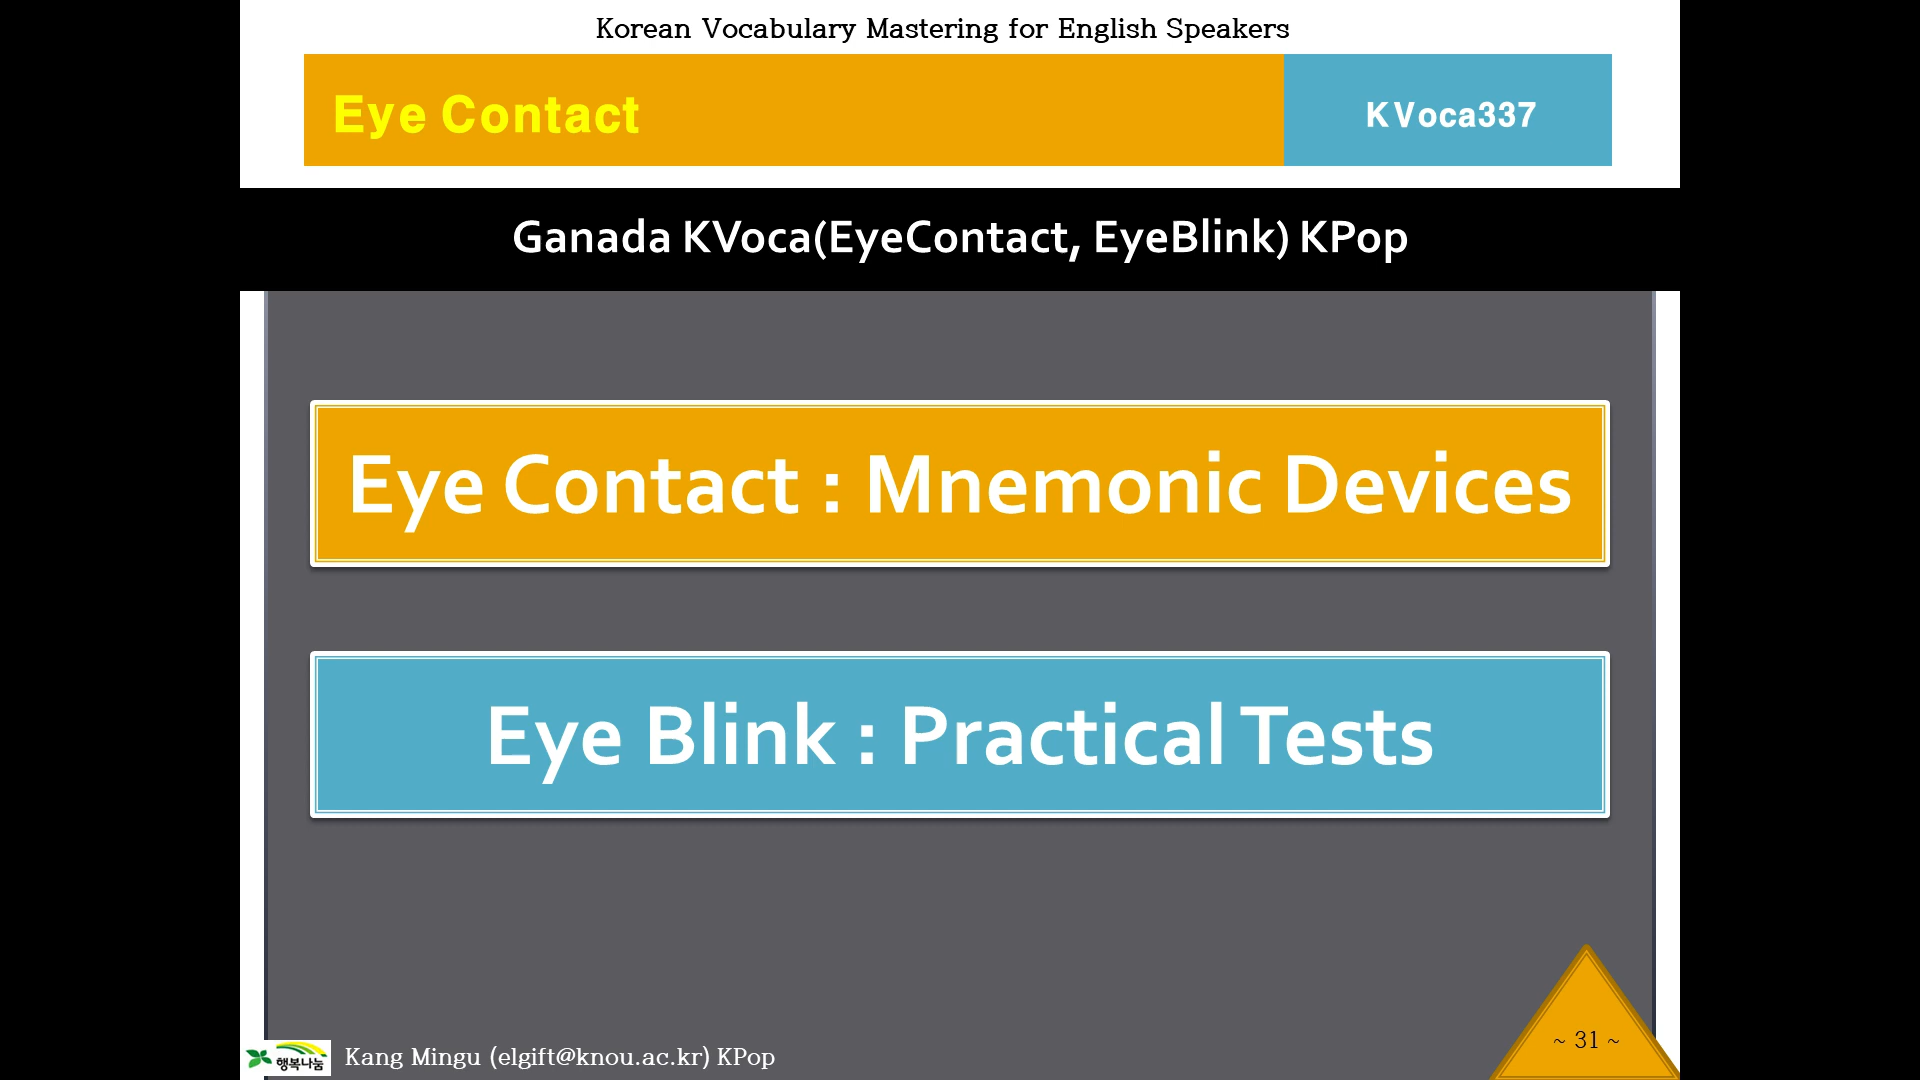 Korean Vocabulary Mastering for English Speakers
Eye Contact
KVoca337
Ganada KVoca(EyeContact, EyeBlink) KPop
Eye Contact : Mnemonic Devices
Eye Blink : Practical Tests
행복나눔
Kang Mingu (elgift@knou.ac.kr) KPop
~ 31 ~